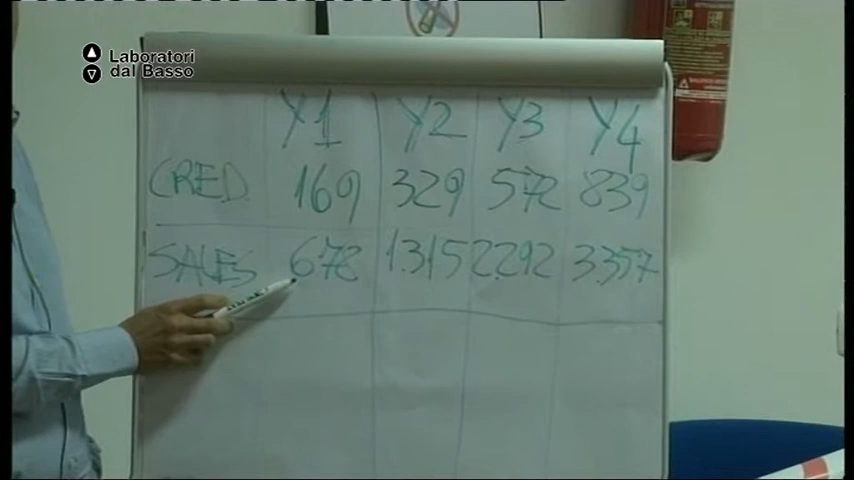 Laboratori
dal Basso
Y1 Y2 Y3 Y4
CRED. 169 329 572 839
SALES 678 1.315 2.292 3.357